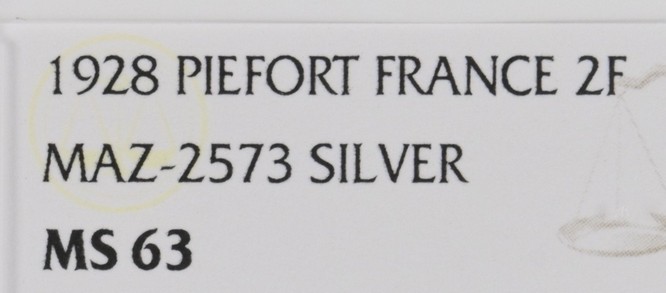 1928 PIEFORT FRANCE 2F
MAZ-2573 SILVER
MS 63